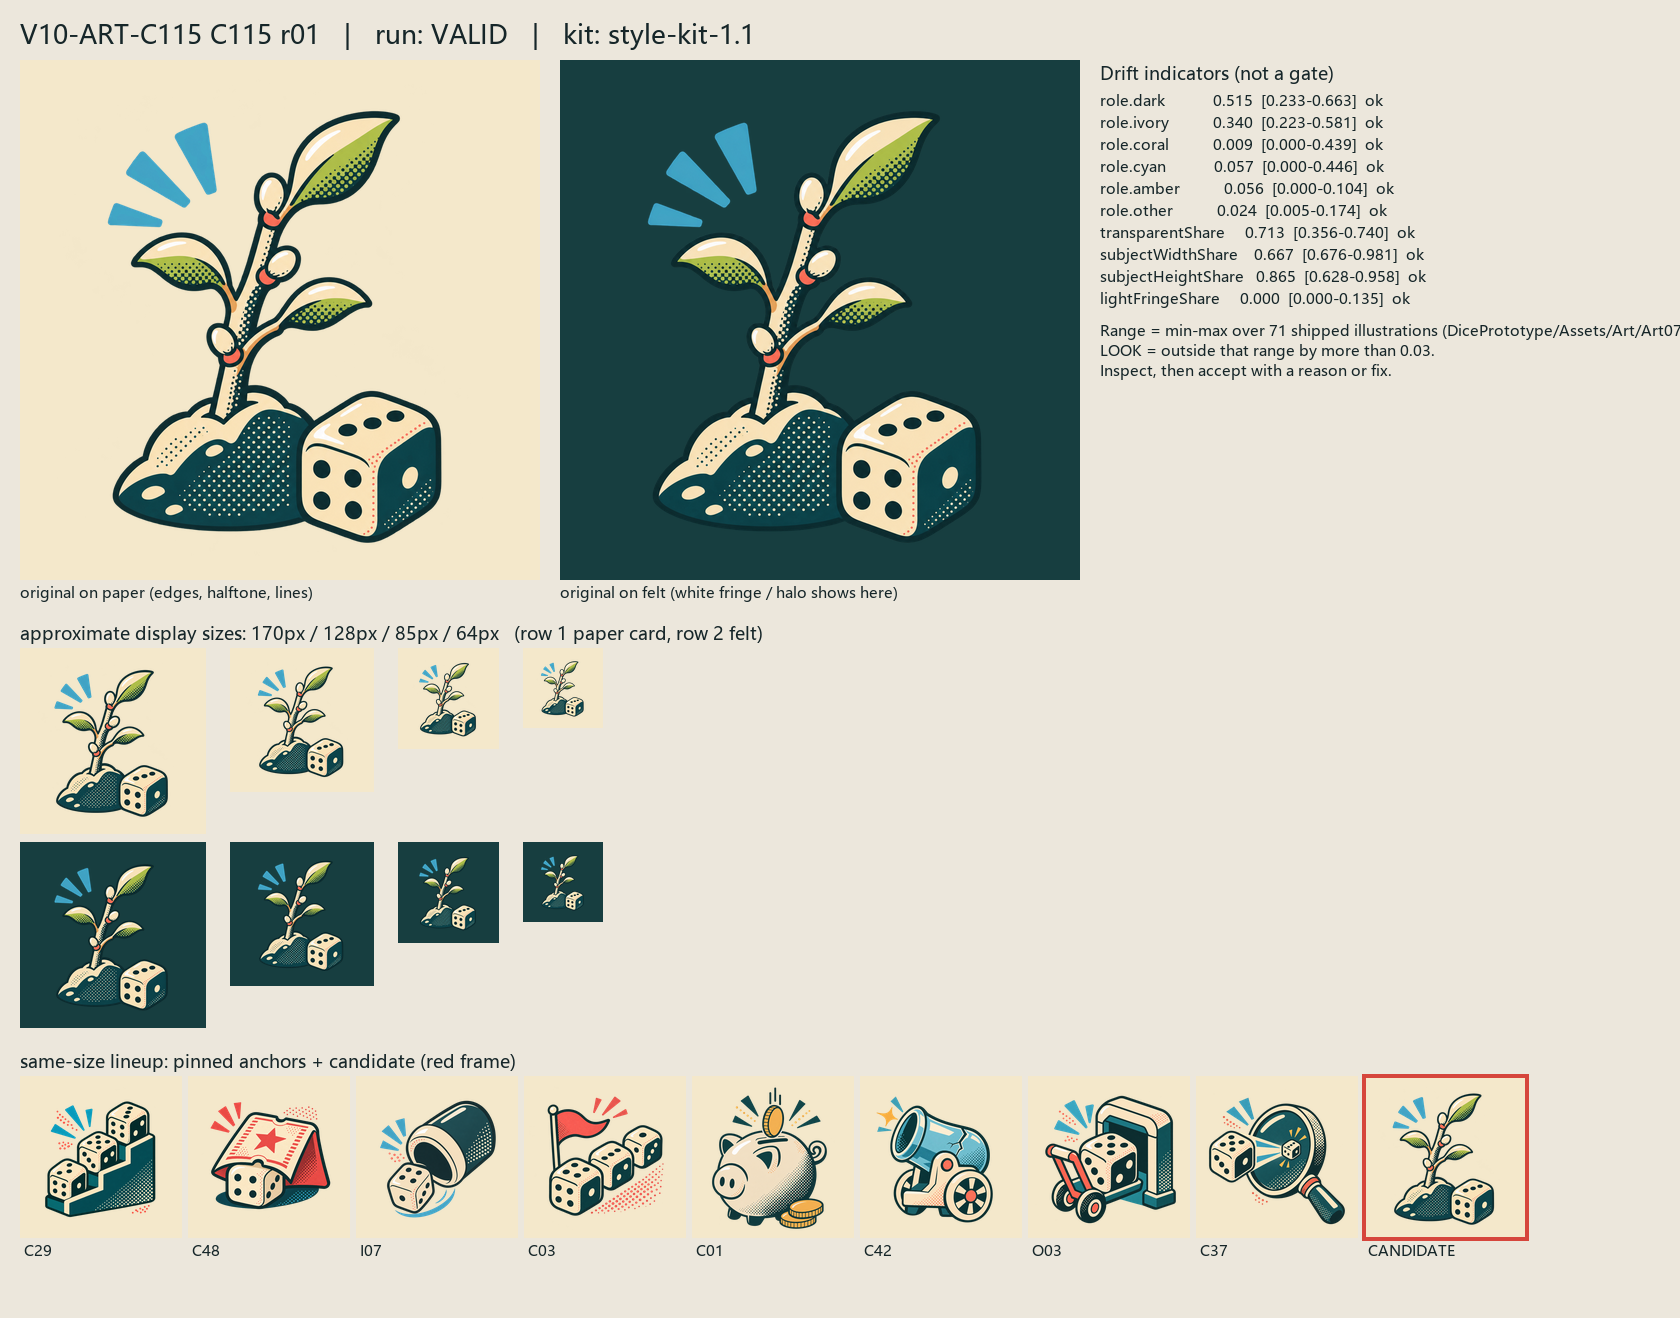 V10-ART-C115 C115 r01   |   run: VALID   |   kit: style-kit-1.1
Drift indicators (not a gate)
role.dark 0.515 [0.233-0.663] ok
role.ivory 0.340 [0.223-0.581] ok
role.coral 0.009 [0.000-0.439] ok
role.cyan 0.057 [0.000-0.446] ok
role.amber 0.056 [0.000-0.104] ok
role.other 0.024 [0.005-0.174] ok
transparentShare 0.713 [0.356-0.740] ok
subjectWidthShare 0.667 [0.676-0.981] ok
subjectHeightShare 0.865 [0.628-0.958] ok
lightFringeShare 0.000 [0.000-0.135] ok
Range = min-max over 71 shipped illustrations (DicePrototype/Assets/Art/Art07
LOOK = outside that range by more than 0.03.
Inspect, then accept with a reason or fix.
original on paper (edges, halftone, lines)
original on felt (white fringe / halo shows here)
approximate display sizes: 170px / 128px / 85px / 64px   (row 1 paper card, row 2 felt)
same-size lineup: pinned anchors + candidate (red frame)
C29
C48
I07
C03
C01
C42
O03
C37
CANDIDATE